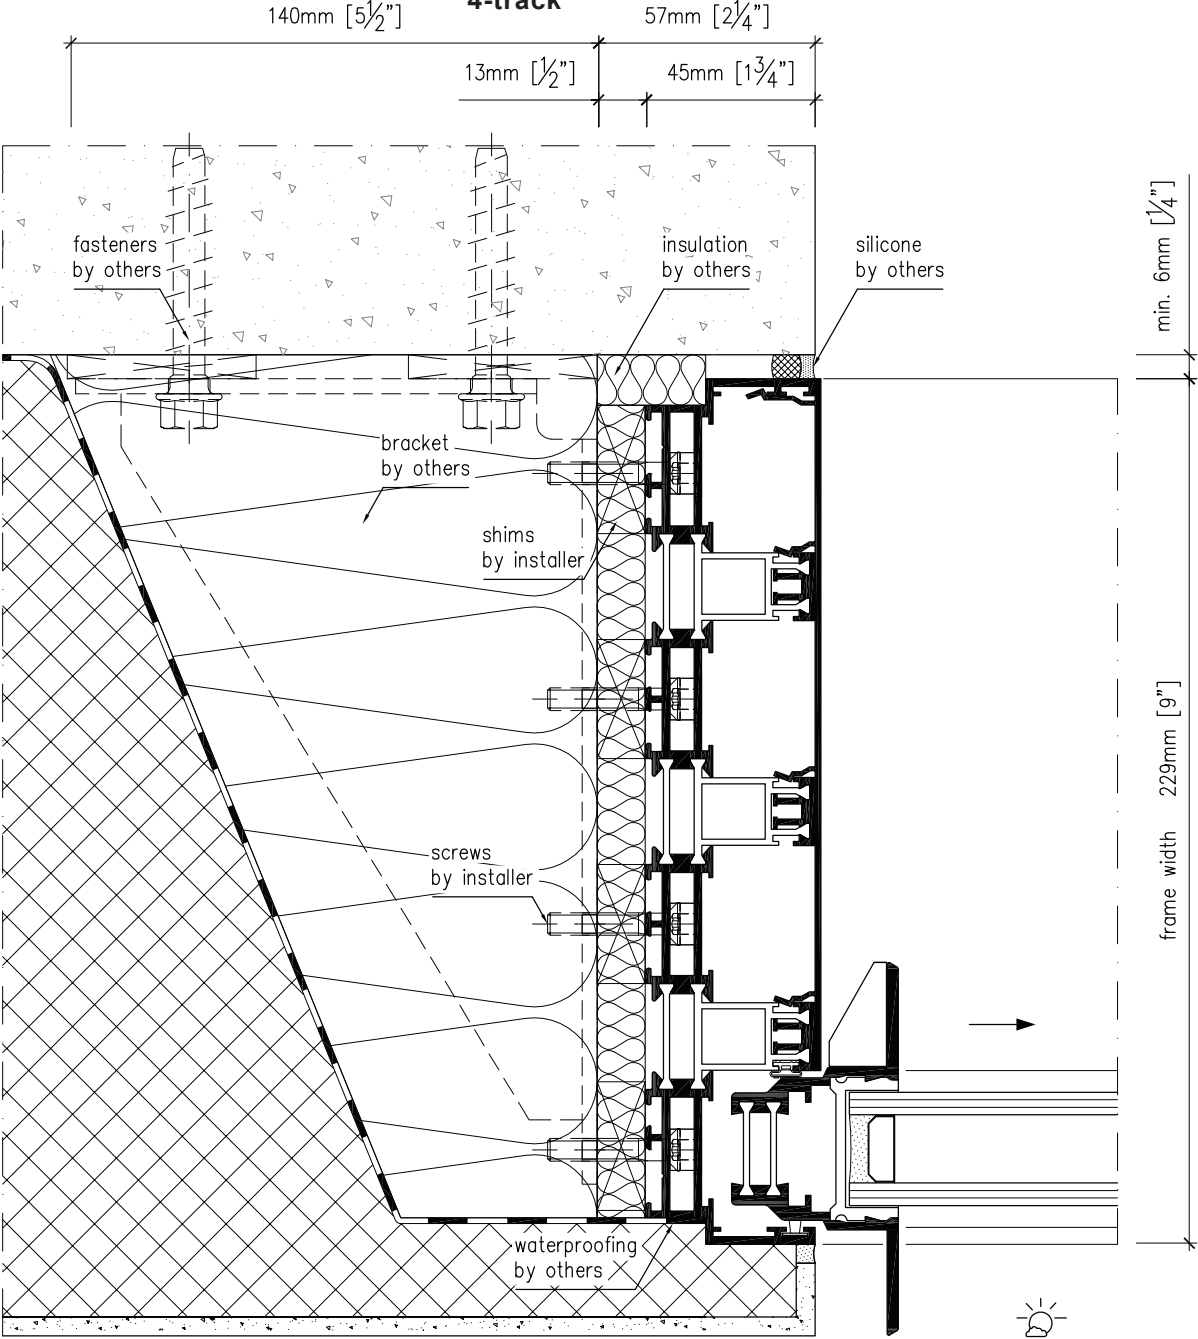 4-track
140mm [5½"]
57mm [2¼"]
13mm [½"]
45mm [1¾"]
min. 6mm [¼"]
fasteners
by others
insulation
by others
silicone
by others
bracket
by others
shims
by installer
frame width 229mm [9"]
screws
by installer
waterproofing
by others